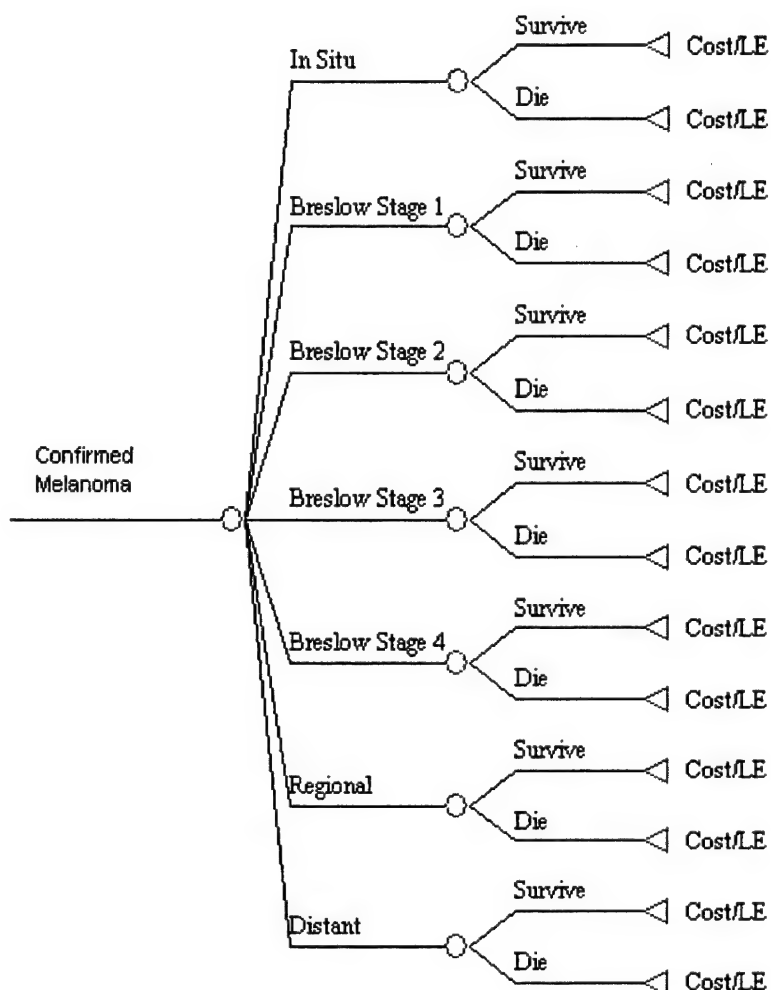 Survive
Cost/LE
In Situ
Die
Cost/LE
Survive
Cost/LE
Breslow Stage 1
Die
Cost/LE
Survive
Cost/LE
Breslow Stage 2
Die
Cost/LE
Confirmed
Melanoma
Survive
Cost/LE
Breslow Stage 3
Die
Cost/LE
Survive
Cost/LE
Breslow Stage 4
Die
Cost/LE
Survive
Cost/LE
Regional
Die
Cost/LE
Survive
Cost/LE
Distant
Die
Cost/LE